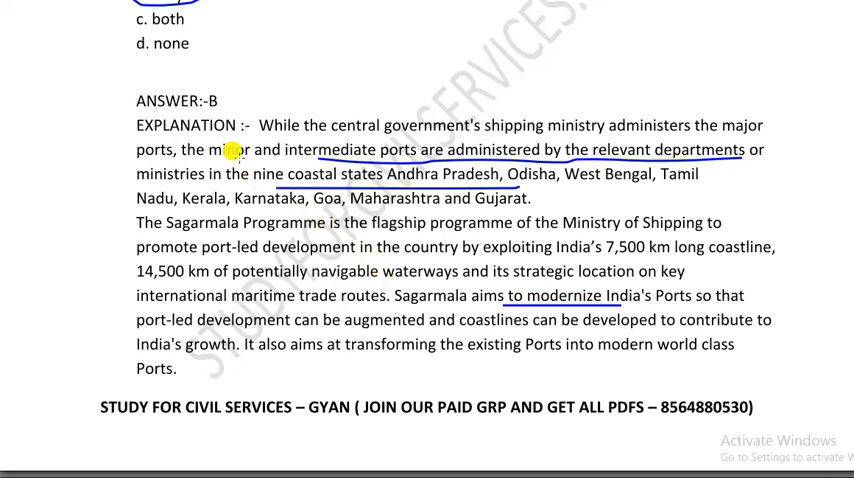 c. both
d. none
ANSWER:-B
EXPLANATION :- While the central government's shipping ministry administers the major
ports, the minor and intermediate ports are administered by the relevant departments or
ministries in the nine coastal states Andhra Pradesh, Odisha, West Bengal, Tamil
Nadu, Kerala, Karnataka, Goa, Maharashtra and Gujarat.
The Sagarmala Programme is the flagship programme of the Ministry of Shipping to
promote port-led development in the country by exploiting India’s 7,500 km long coastline,
14,500 km of potentially navigable waterways and its strategic location on key
international maritime trade routes. Sagarmala aims to modernize India's Ports so that
port-led development can be augmented and coastlines can be developed to contribute to
India's growth. It also aims at transforming the existing Ports into modern world class
Ports.
STUDY FOR CIVIL SERVICES – GYAN ( JOIN OUR PAID GRP AND GET ALL PDFS – 8564880530)
Activate Windows
Go to Settings to activate W
STUDYFORCIVILSERVICES.